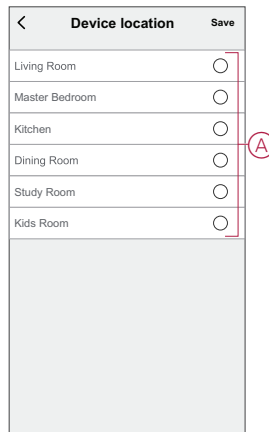 Device location Save
Living Room
Master Bedroom
Kitchen
A
Dining Room
Study Room
Kids Room